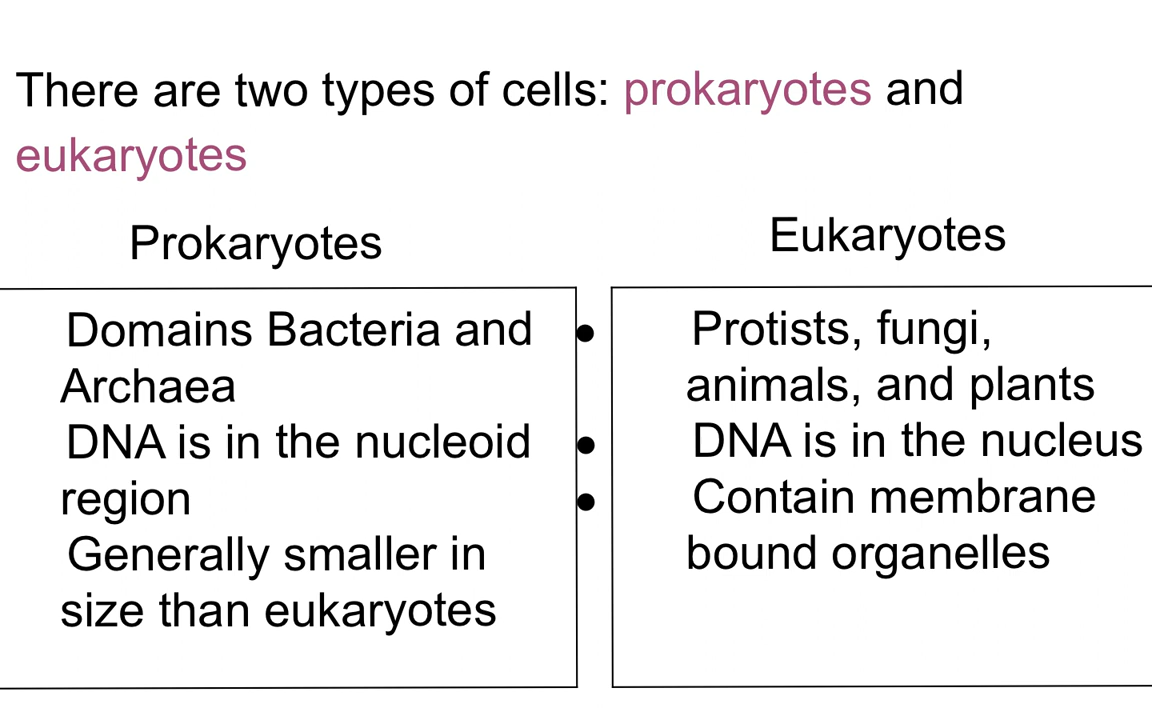 There are two types of cells: prokaryotes and
eukaryotes
Prokaryotes
Domains Bacteria and
Archaea
DNA is in the nucleoid
region
Generally smaller in
size than eukaryotes
Eukaryotes
• Protists, fungi,
animals, and plants
• DNA is in the nucleus
• Contain membrane
bound organelles